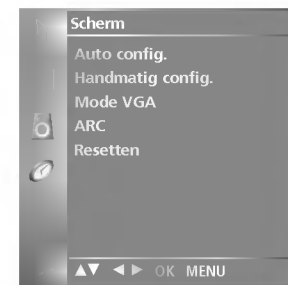 Scherm
Auto config.
Handmatig config.
Mode VGA
ARC
Resetten
▲▼ ◄ ► OK MENU